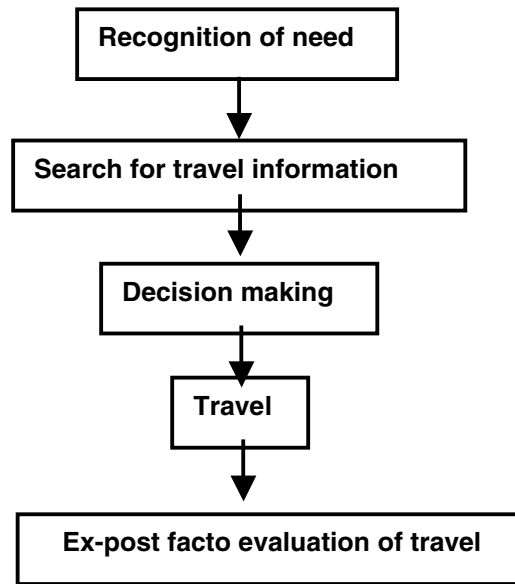 Recognition of need
Search for travel information
Decision making
Travel
Ex-post facto evaluation of travel